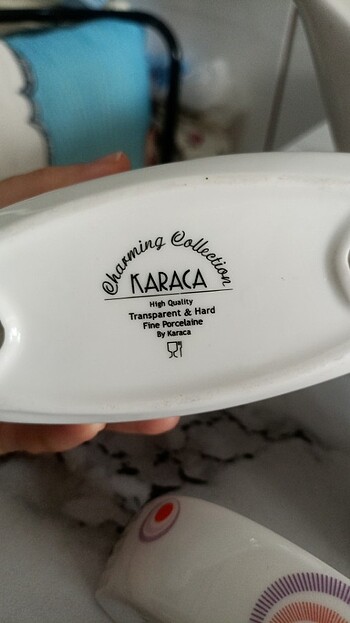 Charming Collection
KARACA
High Quality
Transparent & Hard
Fine Porcelaine
By Karaca